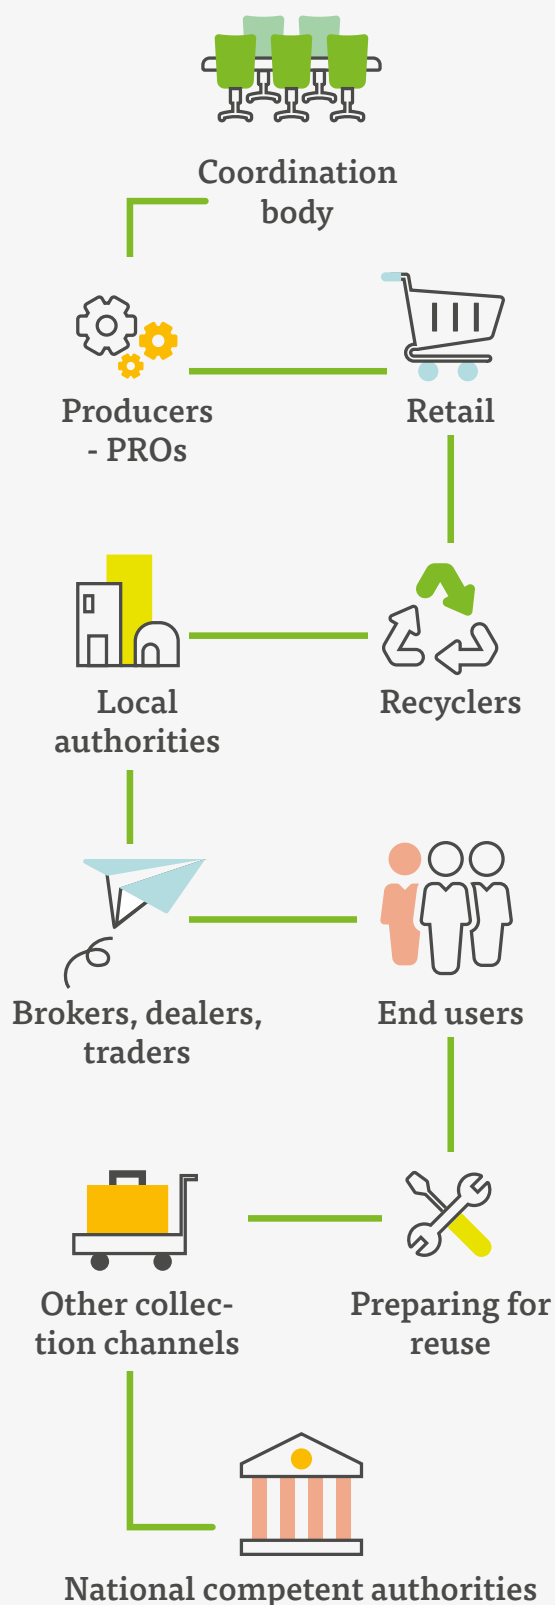 Coordination
body
Producers
- PROs
Retail
Local
authorities
Recyclers
Brokers, dealers,
traders
End users
Other collec-
tion channels
Preparing for
reuse
National competent authorities